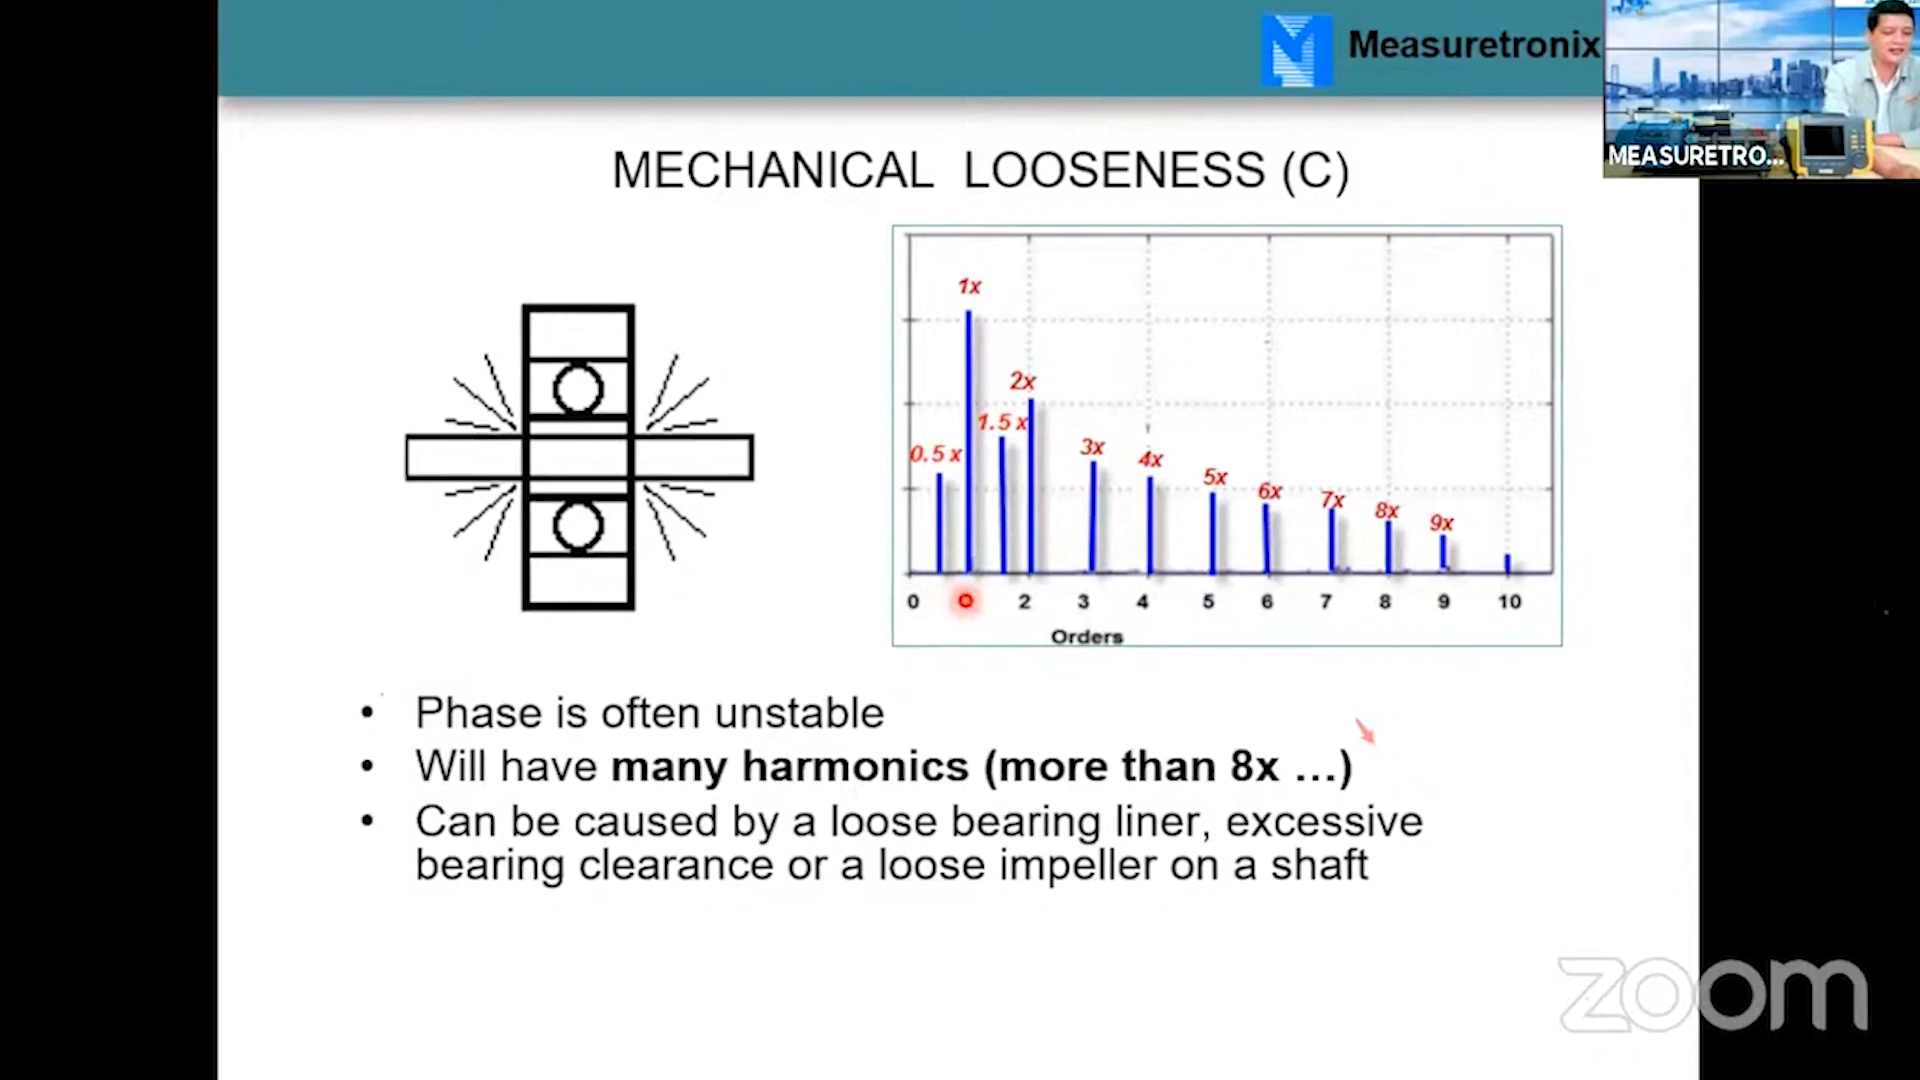 Measuretronix
MEASURETRO...
MECHANICAL LOOSENESS (C)
1x
2x
1.5 x
0.5 x
3x
4x
5x
6x
7x
8x
9x
0 2 3 4 5 6 7 8 9 10
Orders
• Phase is often unstable
• Will have many harmonics (more than 8x ...)
• Can be caused by a loose bearing liner, excessive
bearing clearance or a loose impeller on a shaft
zoom